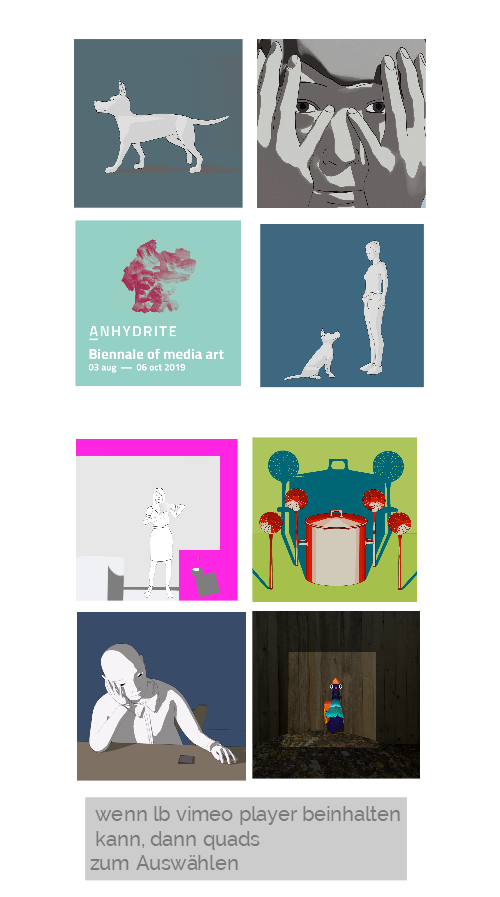 ANHYDRITE
Biennale of media art
03 aug — 06 oct 2019
wenn lb vimeo player beinhalten
kann, dann quads
zum Auswählen